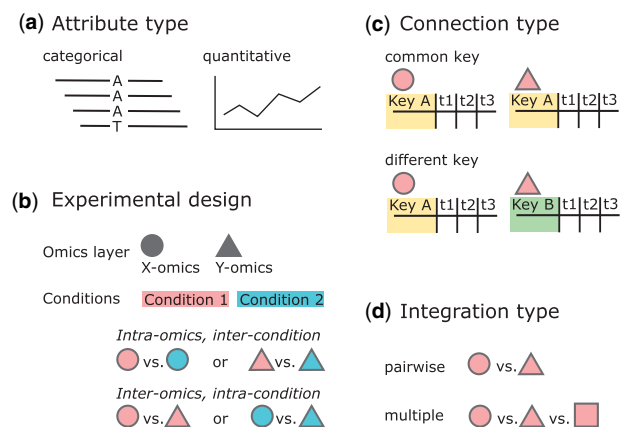 (a) Attribute type
categorical
quantitative
A
A
A
T
(b) Experimental design
Omics layer
X-omics
Y-omics
Conditions
Condition 1
Condition 2
Intra-omics, inter-condition
vs. or vs.
Inter-omics, intra-condition
vs. or vs.
(c) Connection type
common key
Key A t1 t2 t3
Key A t1 t2 t3
different key
Key A t1 t2 t3
Key B t1 t2 t3
(d) Integration type
pairwise vs.
multiple vs. vs.